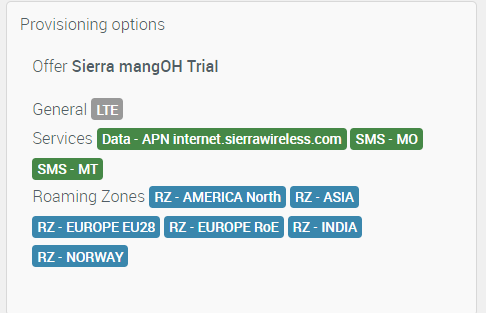 Provisioning options
Offer Sierra mangOH Trial
General LTE
Services Data - APN internet.sierrawireless.com SMS - MO
SMS - MT
Roaming Zones RZ - AMERICA North RZ - ASIA
RZ - EUROPE EU28 RZ - EUROPE RoE RZ - INDIA
RZ - NORWAY